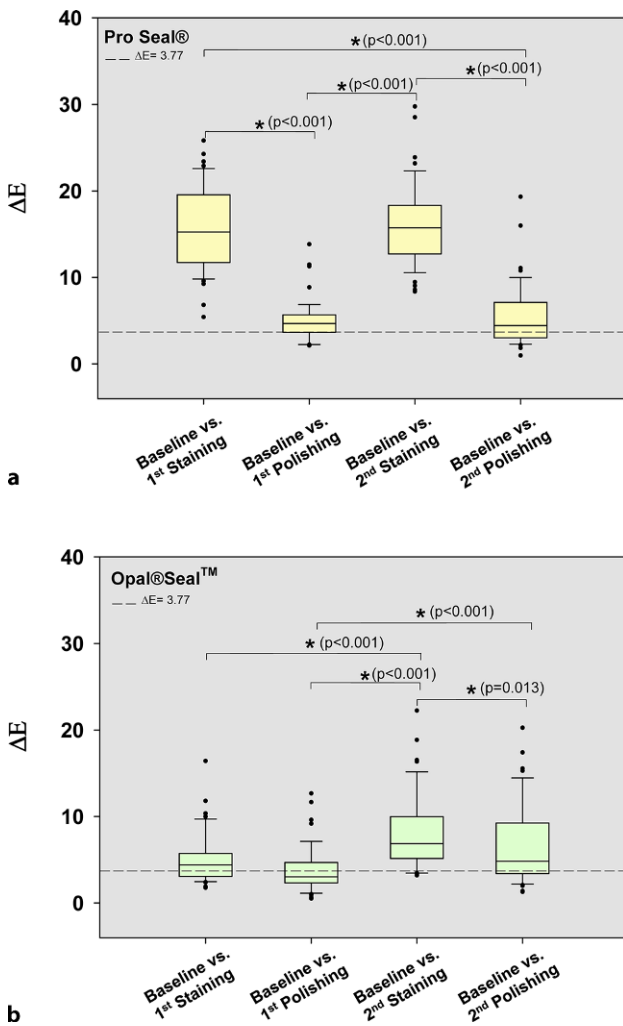 40
Pro Seal®
ΔE= 3.77
*(p<0.001)
*(p<0.001)
*(p<0.001)
30
*(p<0.001)
ΔE
20
10
0
Baseline vs.
1st Staining
Baseline vs.
1st Polishing
Baseline vs.
2nd Staining
Baseline vs.
2nd Polishing
a
40
Opal®Seal™
ΔE= 3.77
*(p<0.001)
*(p<0.001)
30
*(p<0.001)
*(p=0.013)
ΔE
20
10
0
Baseline vs.
1st Staining
Baseline vs.
1st Polishing
Baseline vs.
2nd Staining
Baseline vs.
2nd Polishing
b